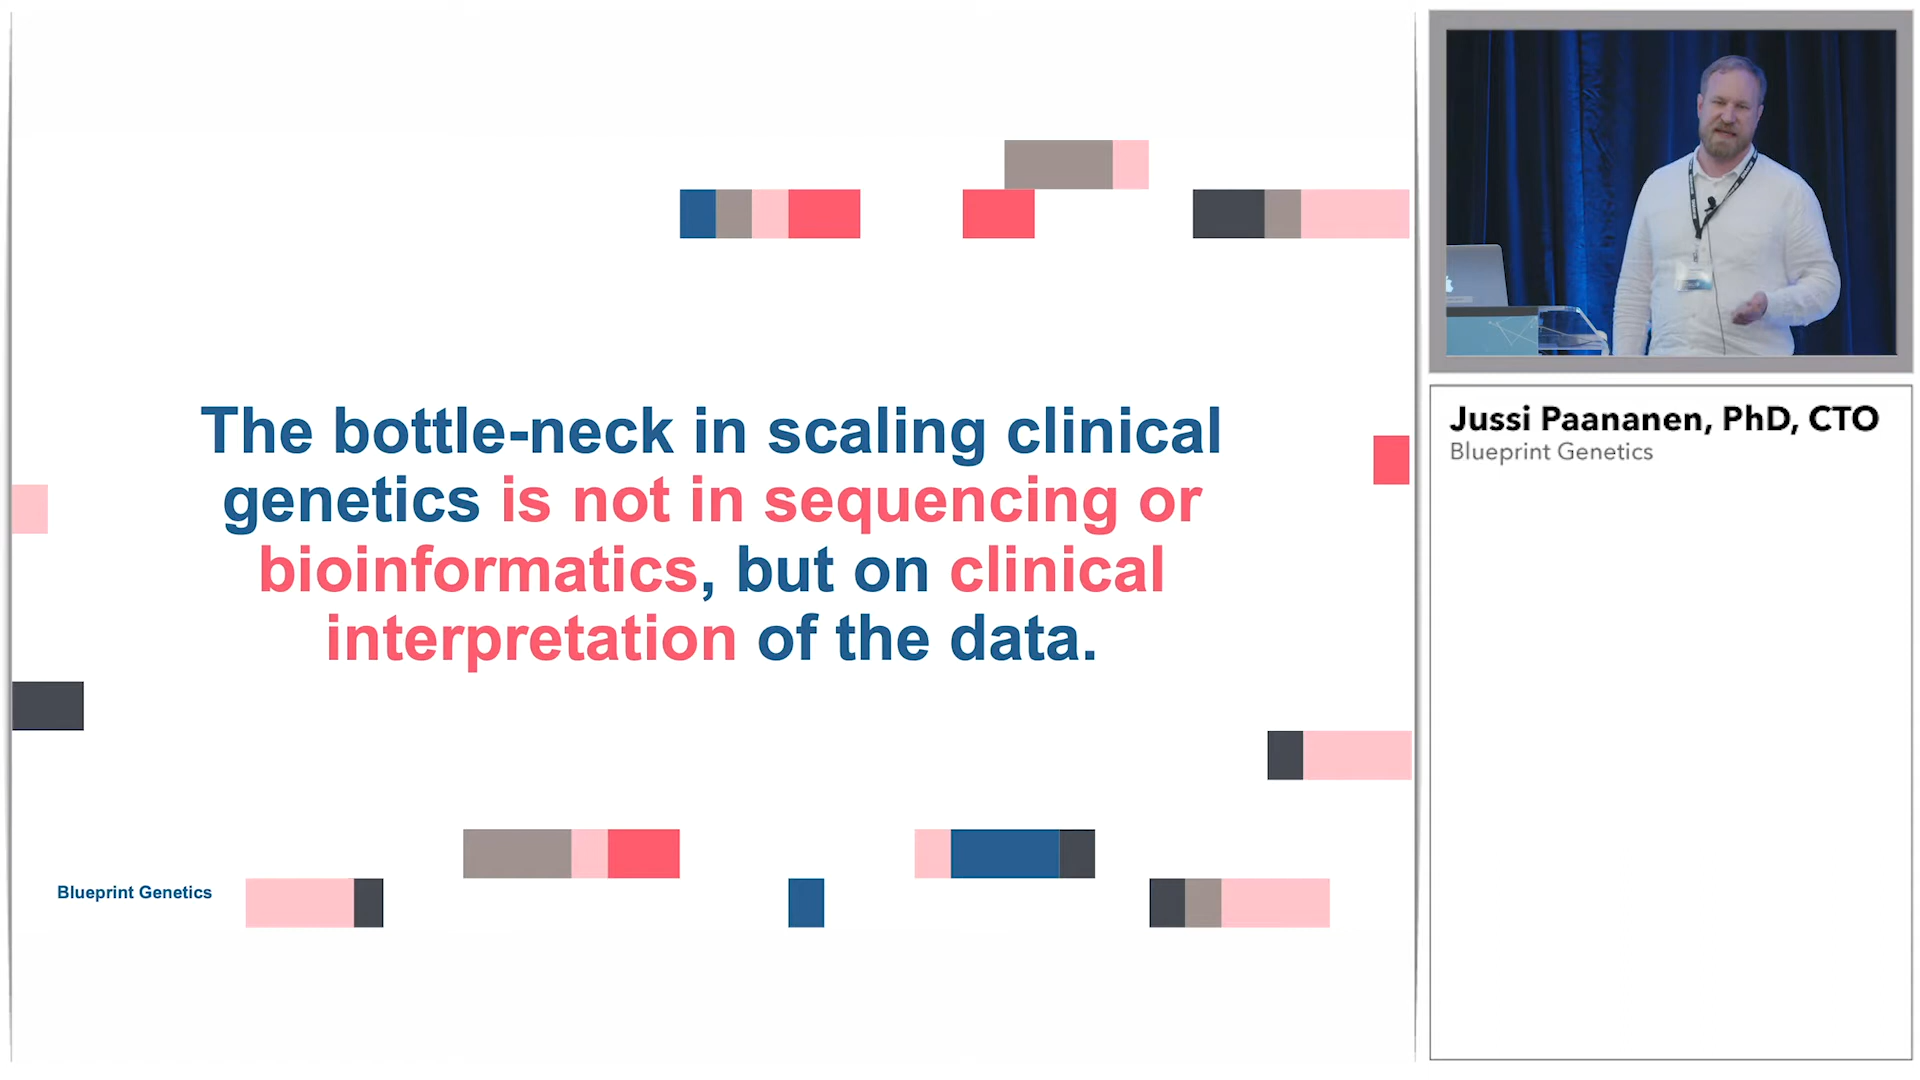 The bottle-neck in scaling clinical
genetics is not in sequencing or
bioinformatics, but on clinical
interpretation of the data.
Blueprint Genetics
Jussi Paananen, PhD, CTO
Blueprint Genetics